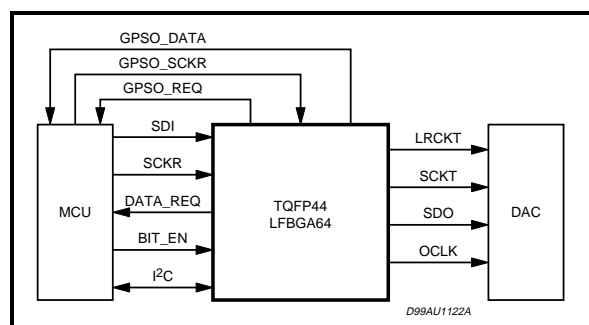 GPSO_DATA
GPSO_SCKR
GPSO_REQ
SDI
SCKR
DATA_REQ
BIT_EN
I²C
MCU
TQFP44
LFBGA64
LRCKT
SCKT
SDO
OCLK
DAC
D99AU1122A